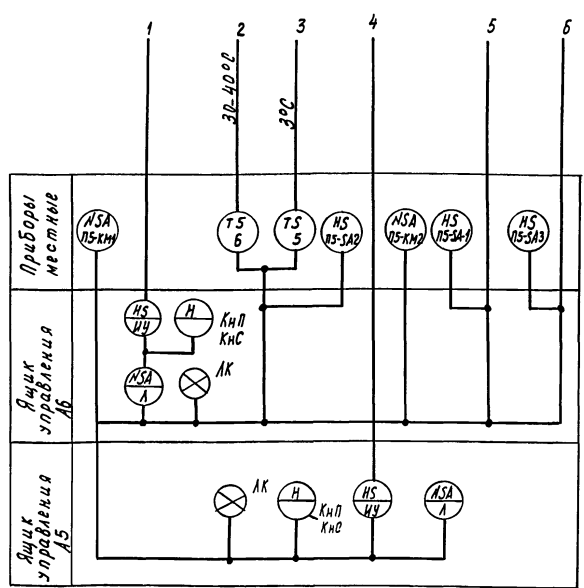 1 2 3 4 5 6
30-40°С
3°С
Приборы
местные
NSA
П5-КМ1
TS
6
TS
5
HS
П5-SA2
NSA
П5-КМ2
HS
П5-SA-1
HS
П5-SA3
Ящик
управления
А6
HS
ИУ
H
КнП
КнС
NSA
Л
ЛК
Ящик
управления
А5
ЛК
H
КнП
КнС
HS
ИУ
NSA
Л